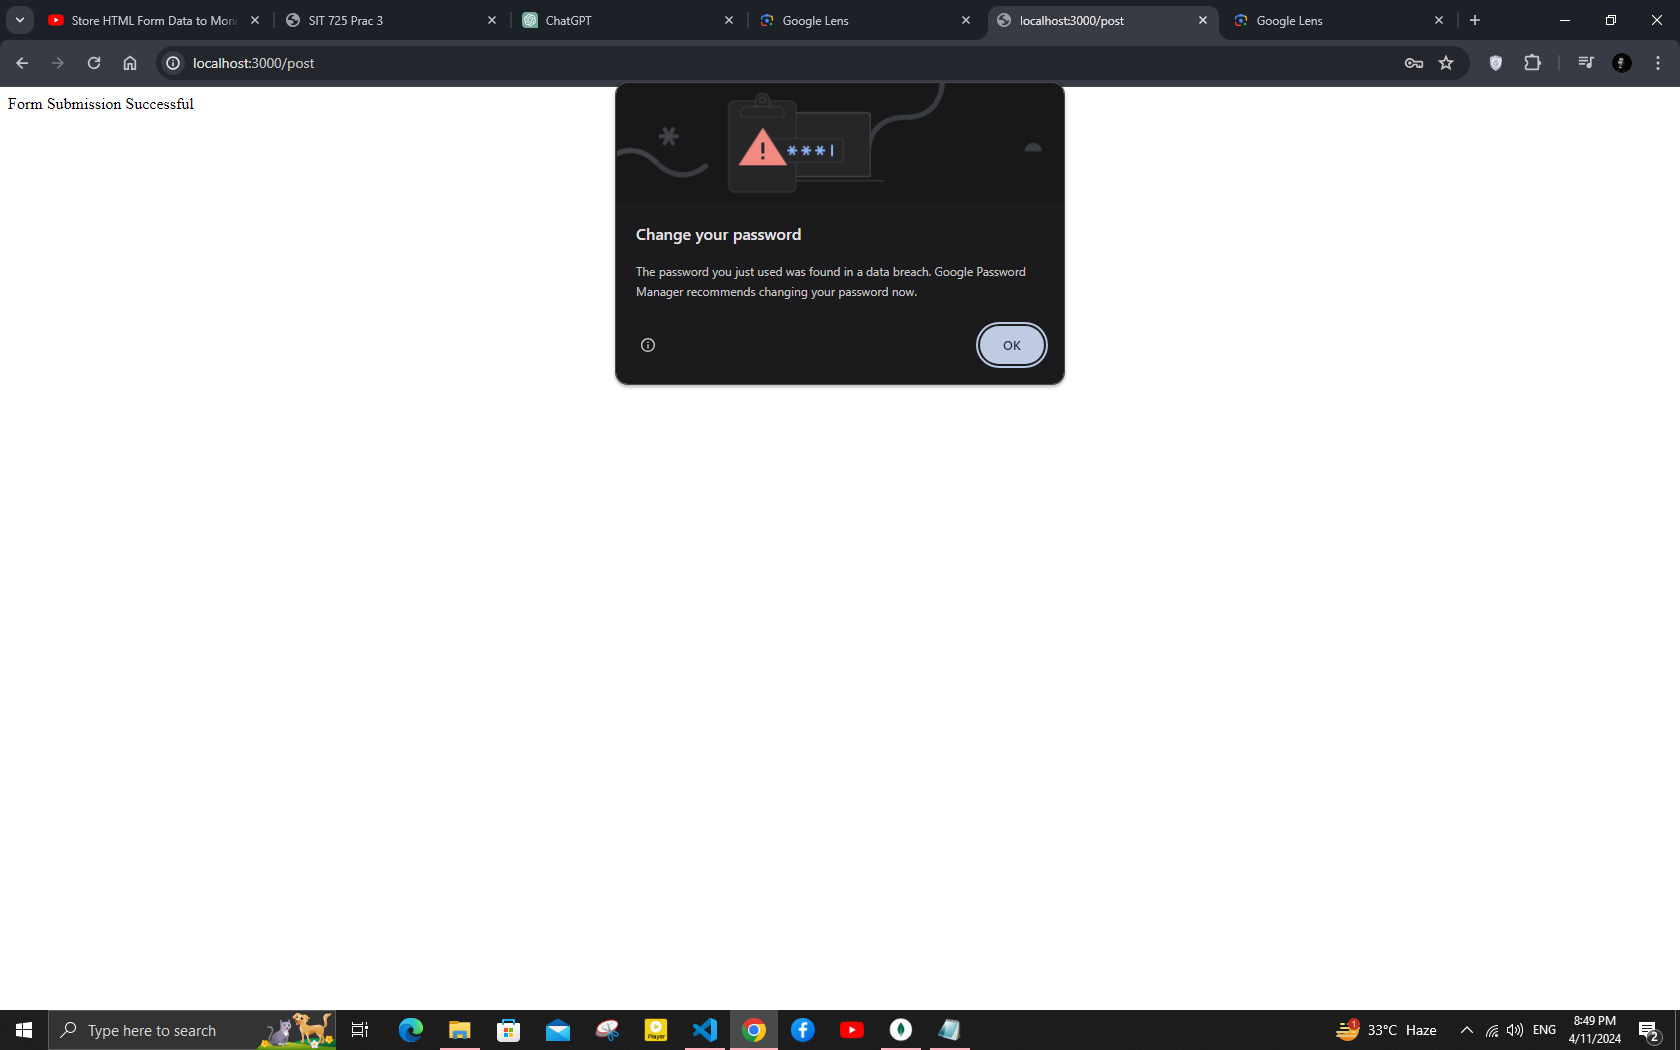 Store HTML Form Data to Mon
SIT 725 Prac 3
ChatGPT
Google Lens
localhost:3000/post
Google Lens
localhost:3000/post
Form Submission Successful
***|
Change your password
The password you just used was found in a data breach. Google Password
Manager recommends changing your password now.
OK
Type here to search
Player
1
33°C Haze
ENG
8:49 PM
4/11/2024
2